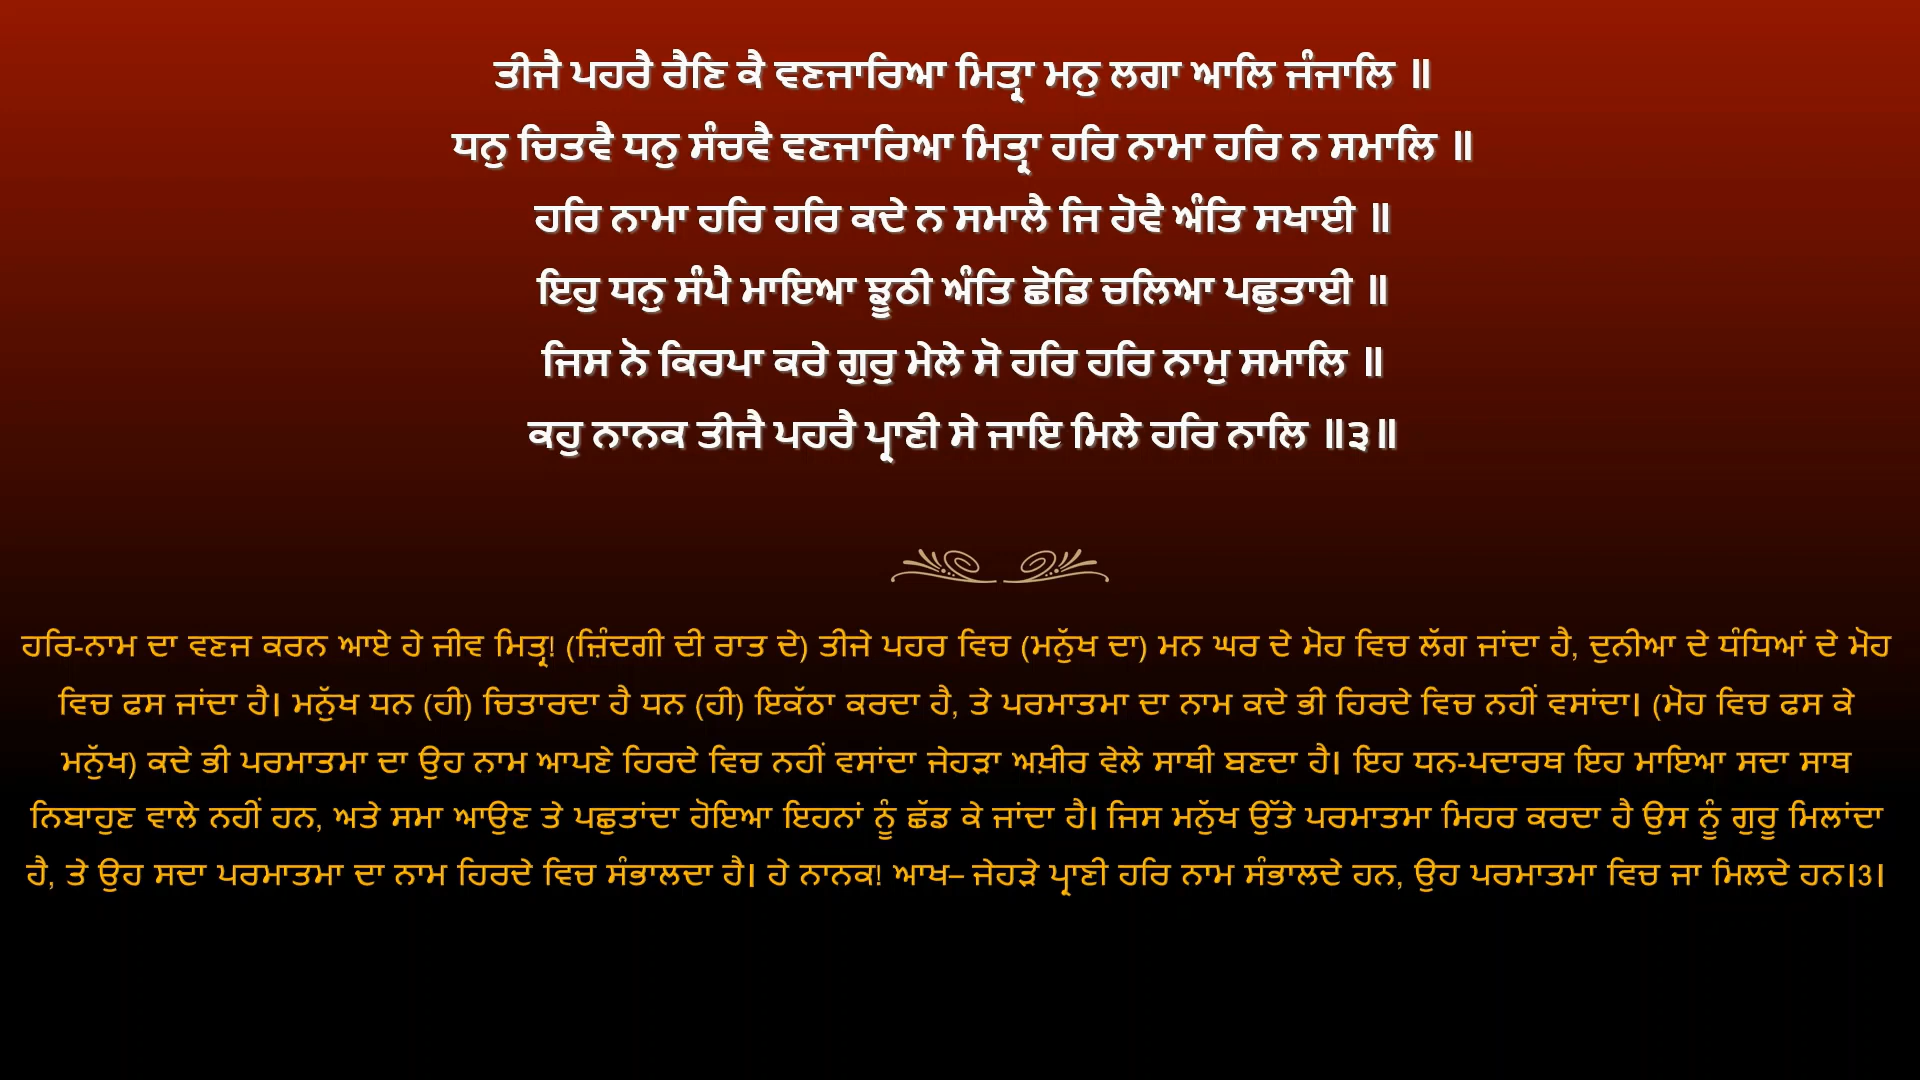 ਤੀਜੈ ਪਹਰੈ ਰੈਣਿ ਕੈ ਵਣਜਾਰਿਆ ਮਿਤ੍ਰਾ ਮਨੁ ਲਗਾ ਆਲਿ ਜੰਜਾਲਿ ॥
ਧਨੁ ਚਿਤਵੈ ਧਨੁ ਸੰਚਵੈ ਵਣਜਾਰਿਆ ਮਿਤ੍ਰਾ ਹਰਿ ਨਾਮਾ ਹਰਿ ਨ ਸਮਾਲਿ ॥
ਹਰਿ ਨਾਮਾ ਹਰਿ ਹਰਿ ਕਦੇ ਨ ਸਮਾਲੈ ਜਿ ਹੋਵੈ ਅੰਤਿ ਸਖਾਈ ॥
ਇਹੁ ਧਨੁ ਸੰਪੈ ਮਾਇਆ ਝੂਠੀ ਅੰਤਿ ਛੋਡਿ ਚਲਿਆ ਪਛੁਤਾਈ ॥
ਜਿਸ ਨੋ ਕਿਰਪਾ ਕਰੇ ਗੁਰੁ ਮੇਲੇ ਸੋ ਹਰਿ ਹਰਿ ਨਾਮੁ ਸਮਾਲਿ ॥
ਕਹੁ ਨਾਨਕ ਤੀਜੈ ਪਹਰੈ ਪ੍ਰਾਣੀ ਸੇ ਜਾਇ ਮਿਲੇ ਹਰਿ ਨਾਲਿ ॥੩॥
ਹਰਿ-ਨਾਮ ਦਾ ਵਣਜ ਕਰਨ ਆਏ ਹੇ ਜੀਵ ਮਿਤ੍ਰ! (ਜ਼ਿੰਦਗੀ ਦੀ ਰਾਤ ਦੇ) ਤੀਜੇ ਪਹਰ ਵਿਚ (ਮਨੁੱਖ ਦਾ) ਮਨ ਘਰ ਦੇ ਮੋਹ ਵਿਚ ਲੱਗ ਜਾਂਦਾ ਹੈ, ਦੁਨੀਆ ਦੇ ਧੰਧਿਆਂ ਦੇ ਮੋਹ
ਵਿਚ ਫਸ ਜਾਂਦਾ ਹੈ। ਮਨੁੱਖ ਧਨ (ਹੀ) ਚਿਤਾਰਦਾ ਹੈ ਧਨ (ਹੀ) ਇਕੱਠਾ ਕਰਦਾ ਹੈ, ਤੇ ਪਰਮਾਤਮਾ ਦਾ ਨਾਮ ਕਦੇ ਭੀ ਹਿਰਦੇ ਵਿਚ ਨਹੀਂ ਵਸਾਂਦਾ। (ਮੋਹ ਵਿਚ ਫਸ ਕੇ
ਮਨੁੱਖ) ਕਦੇ ਭੀ ਪਰਮਾਤਮਾ ਦਾ ਉਹ ਨਾਮ ਆਪਣੇ ਹਿਰਦੇ ਵਿਚ ਨਹੀਂ ਵਸਾਂਦਾ ਜੇਹੜਾ ਅਖ਼ੀਰ ਵੇਲੇ ਸਾਥੀ ਬਣਦਾ ਹੈ। ਇਹ ਧਨ-ਪਦਾਰਥ ਇਹ ਮਾਇਆ ਸਦਾ ਸਾਥ
ਨਿਬਾਹੁਣ ਵਾਲੇ ਨਹੀਂ ਹਨ, ਅਤੇ ਸਮਾ ਆਉਣ ਤੇ ਪਛੁਤਾਂਦਾ ਹੋਇਆ ਇਹਨਾਂ ਨੂੰ ਛੱਡ ਕੇ ਜਾਂਦਾ ਹੈ। ਜਿਸ ਮਨੁੱਖ ਉੱਤੇ ਪਰਮਾਤਮਾ ਮਿਹਰ ਕਰਦਾ ਹੈ ਉਸ ਨੂੰ ਗੁਰੂ ਮਿਲਾਂਦਾ
ਹੈ, ਤੇ ਉਹ ਸਦਾ ਪਰਮਾਤਮਾ ਦਾ ਨਾਮ ਹਿਰਦੇ ਵਿਚ ਸੰਭਾਲਦਾ ਹੈ। ਹੇ ਨਾਨਕ! ਆਖ– ਜੇਹੜੇ ਪ੍ਰਾਣੀ ਹਰਿ ਨਾਮ ਸੰਭਾਲਦੇ ਹਨ, ਉਹ ਪਰਮਾਤਮਾ ਵਿਚ ਜਾ ਮਿਲਦੇ ਹਨ।੩।